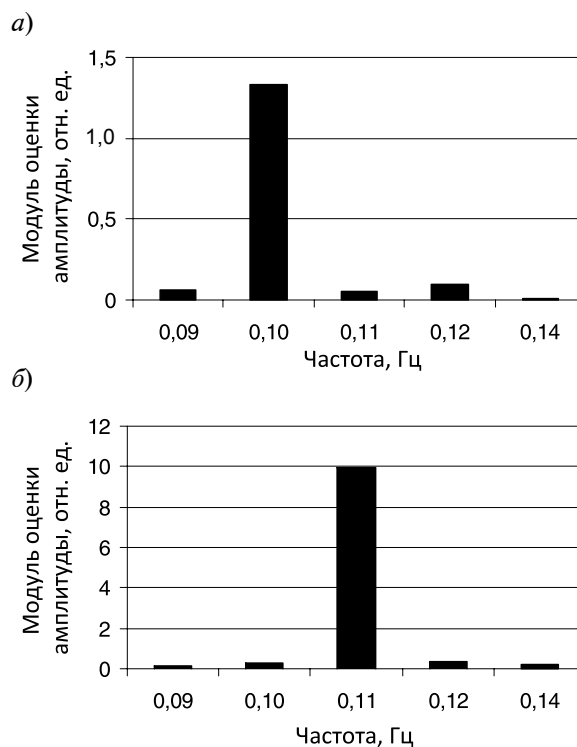 а)
Модуль оценки
амплитуды, отн. ед.
1,5
1,0
0,5
0
0,09 0,10 0,11 0,12 0,14
Частота, Гц
б)
Модуль оценки
амплитуды, отн. ед.
12
10
8
6
4
2
0
0,09 0,10 0,11 0,12 0,14
Частота, Гц